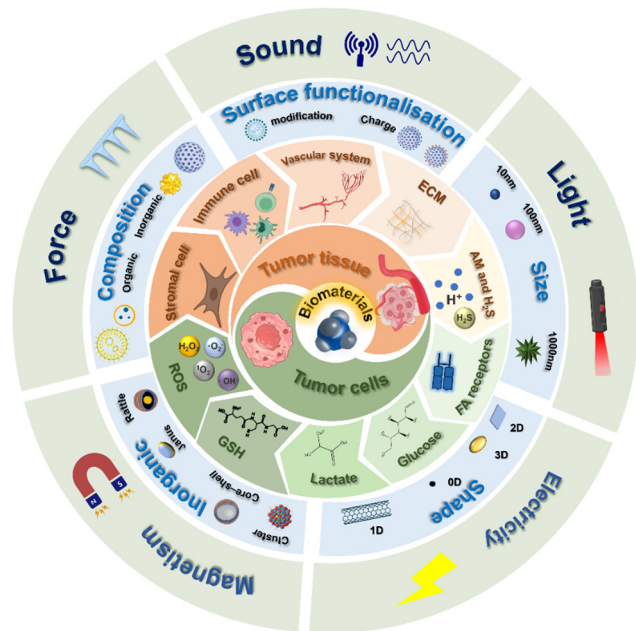 Sound
Light
Electricity
Magnetism
Force
Surface functionalisation
modification
Charge
Size
10nm
100nm
1000nm
Shape
2D
3D
0D
1D
Inorganic
Rattle
Janus
Core-shell
Cluster
Composition
Inorganic
Organic
Immune cell
Vascular system
ECM
AM and H₂S
H⁺
H₂S
FA receptors
Glucose
Lactate
GSH
ROS
H₂O₂
·O₂⁻
¹O₂
·OH
Stromal cell
Tumor tissue
Biomaterials
Tumor cells
S
N